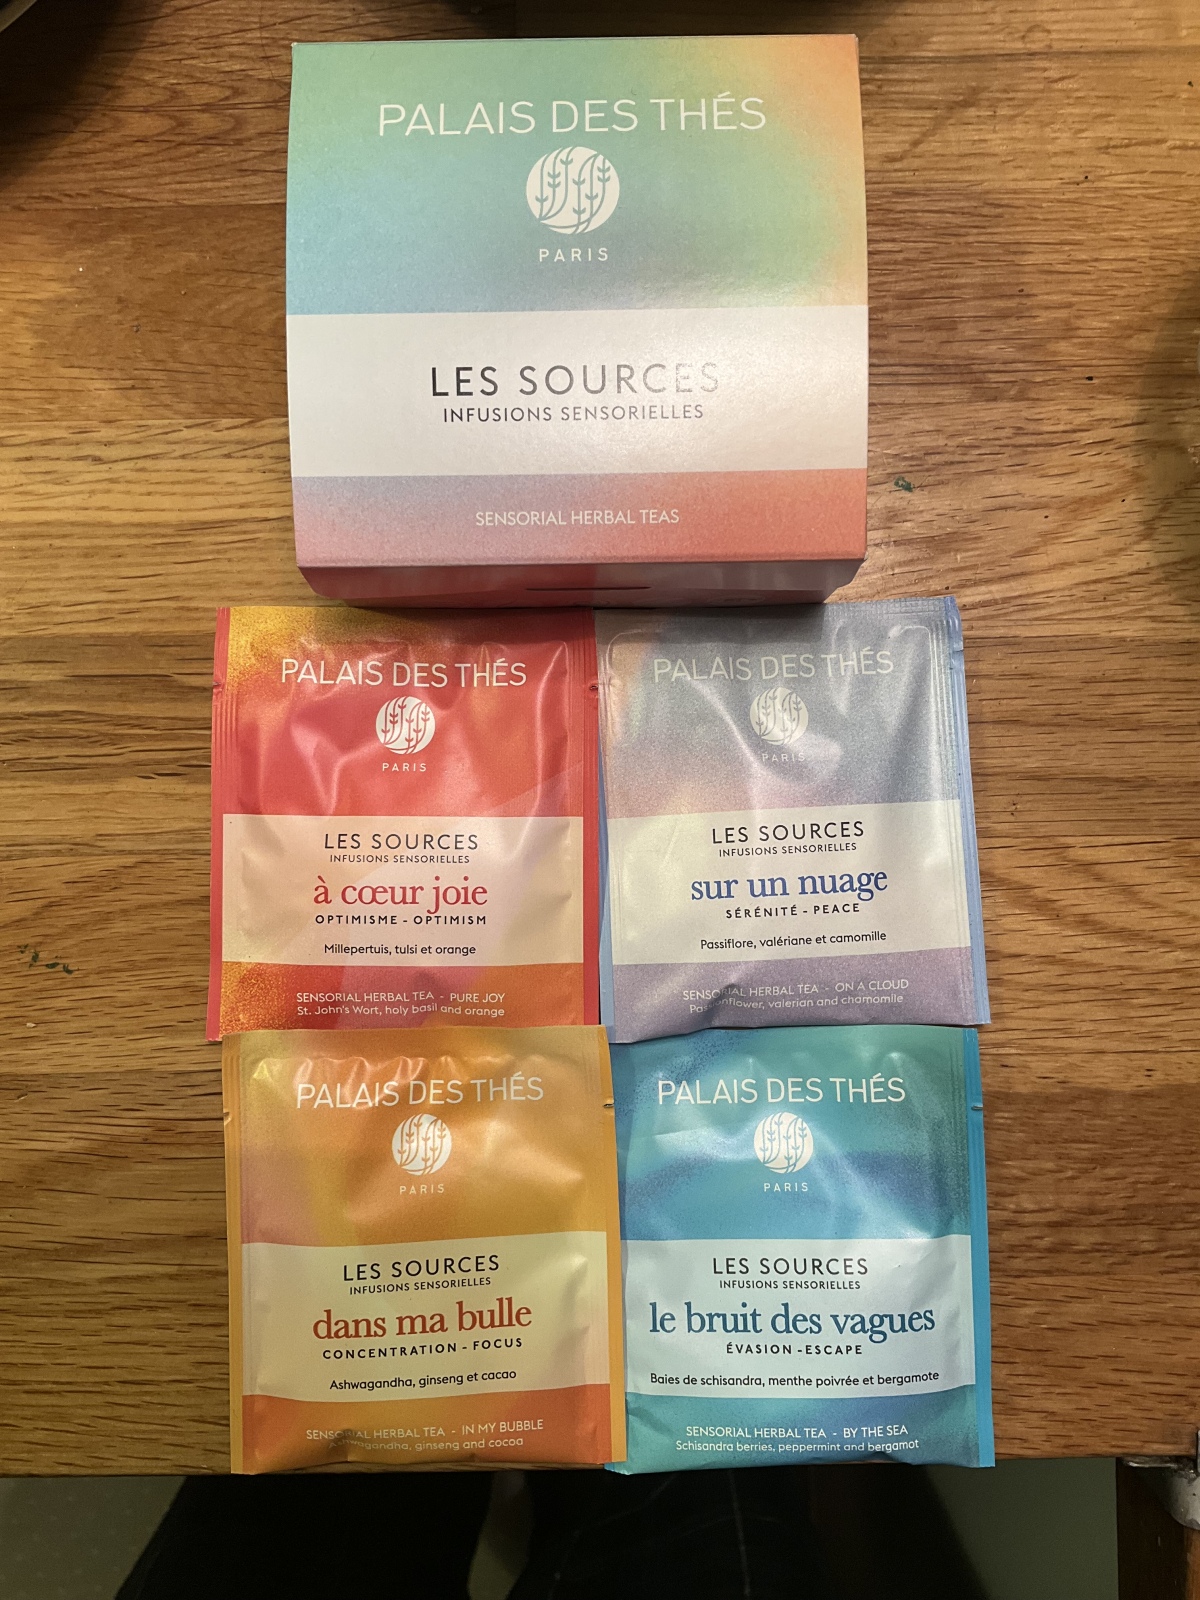 PALAIS DES THÉS
PARIS
LES SOURCES
INFUSIONS SENSORIELLES
SENSORIAL HERBAL TEAS
PALAIS DES THÉS
PARIS
LES SOURCES
INFUSIONS SENSORIELLES
à cœur joie
OPTIMISME - OPTIMISM
Millepertuis, tulsi et orange
SENSORIAL HERBAL TEA - PURE JOY
St. John's Wort, holy basil and orange
PALAIS DES THÉS
PARIS
LES SOURCES
INFUSIONS SENSORIELLES
sur un nuage
SÉRÉNITÉ - PEACE
Passiflore, valériane et camomille
SENSORIAL HERBAL TEA - ON A CLOUD
Passionflower, valerian and chamomile
PALAIS DES THÉS
PARIS
LES SOURCES
INFUSIONS SENSORIELLES
dans ma bulle
CONCENTRATION - FOCUS
Ashwagandha, ginseng et cacao
SENSORIAL HERBAL TEA - IN MY BUBBLE
Ashwagandha, ginseng and cocoa
PALAIS DES THÉS
PARIS
LES SOURCES
INFUSIONS SENSORIELLES
le bruit des vagues
ÉVASION - ESCAPE
Baies de schisandra, menthe poivrée et bergamote
SENSORIAL HERBAL TEA - BY THE SEA
Schisandra berries, peppermint and bergamot